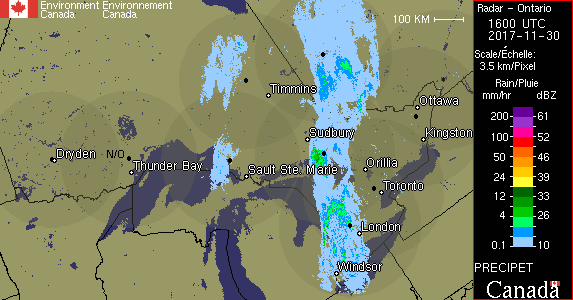 Environment Environnement
Canada Canada
100 KM
Timmins
Ottawa
Sudbury
Kingston
Dryden
N/O
Thunder Bay
Sault Ste. Marie
Orillia
Toronto
London
Windsor
Radar - Ontario
1600 UTC
2017-11-30
Scale/Échelle:
3.5 km/Pixel
Rain/Pluie
mm/hr dBZ
200 61
100 52
50 46
24 39
12 33
4 26
0.1 10
PRECIPET
Canada